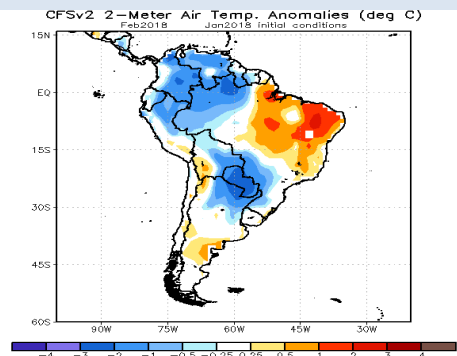 CFSv2 2-Meter Air Temp. Anomalies (deg C)
Feb2018 Jan2018 initial conditions
15N
EQ
15S
30S
45S
60S
90W 75W 60W 45W 30W
-4 -3 -2 -1 -0.5 -0.25 0.25 0.5 1 2 3 4